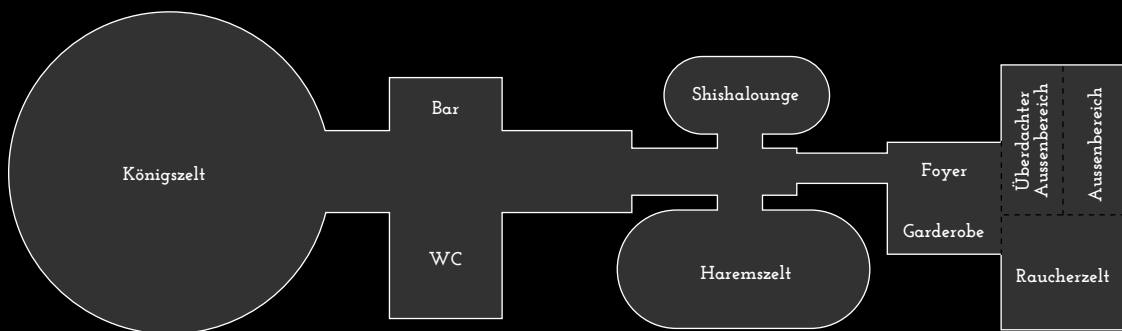 Königszelt
Bar
WC
Shishalounge
Haremszelt
Foyer
Garderobe
Überdachter
Aussenbereich
Aussenbereich
Raucherzelt